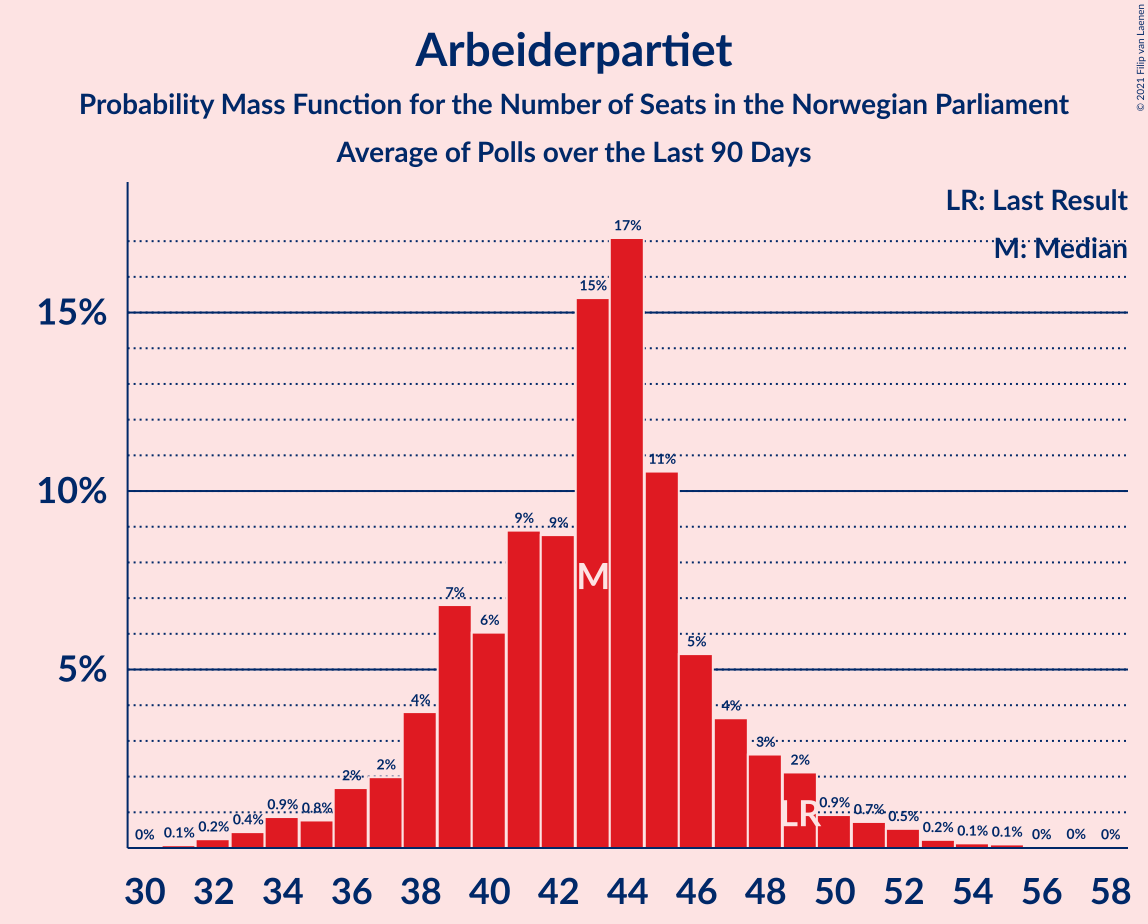 Arbeiderpartiet
Probability Mass Function for the Number of Seats in the Norwegian Parliament
Average of Polls over the Last 90 Days
© 2021 Filip van Laenen
LR: Last Result
M: Median
15%
10%
5%
0% 0.1% 0.2% 0.4% 0.9% 0.8% 2% 2% 4% 7% 6% 9% 9% 15% 17% 11% 5% 4% 3% 2% 0.9% 0.7% 0.5% 0.2% 0.1% 0.1% 0% 0% 0%
M
LR
30 32 34 36 38 40 42 44 46 48 50 52 54 56 58